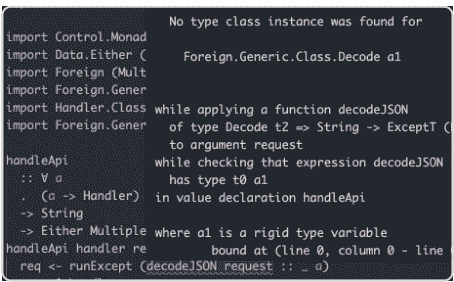 No type class instance was found for
import Control.Monad
import Data.Either (
Foreign.Generic.Class.Decode a1
import Foreign (Mult
import Foreign.Gener
import Handler.Class
while applying a function decodeJSON
import Foreign.Gener
of type Decode t2 => String -> ExceptT (
to argument request
handleApi
while checking that expression decodeJSON
:: ∀ a
has type t0 a1
. (a -> Handler)
in value declaration handleApi
-> String
-> Either Multiple
where a1 is a rigid type variable
handleApi handler re
bound at (line 0, column 0 - line
req <- runExcept (decodeJSON request :: _ a)